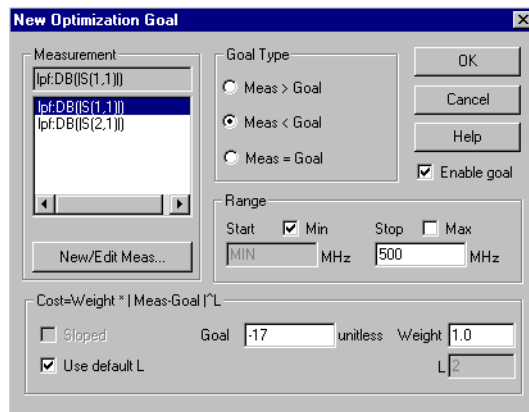 New Optimization Goal
Measurement
lpf:DB(|S(1,1)|)
lpf:DB(|S(1,1)|)
lpf:DB(|S(2,1)|)
New/Edit Meas...
Goal Type
Meas > Goal
Meas < Goal
Meas = Goal
OK
Cancel
Help
Enable goal
Range
Start Min Stop Max
MIN MHz 500 MHz
Cost=Weight * | Meas-Goal |^L
Sloped Goal -17 unitless Weight 1.0
Use default L L 2